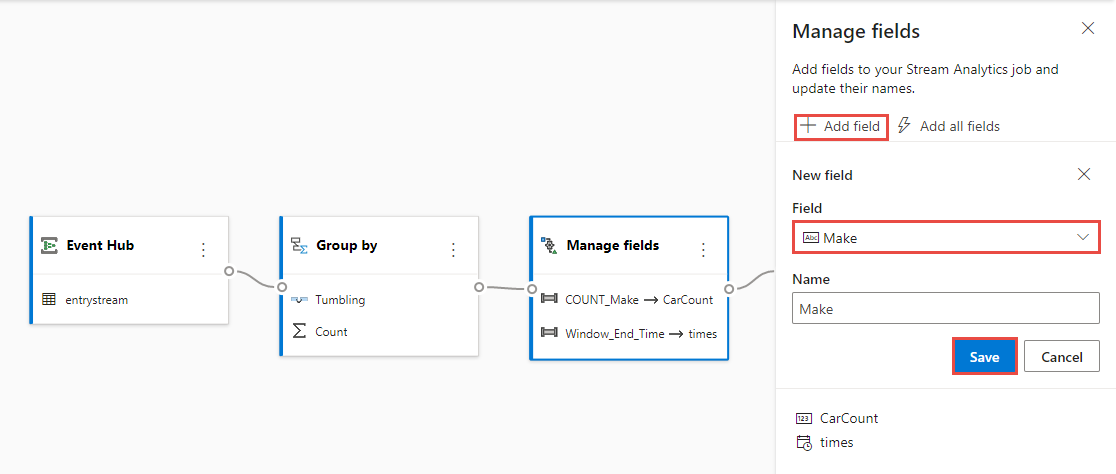 Event Hub
entrystream
Group by
Tumbling
Count
Manage fields
COUNT_Make → CarCount
Window_End_Time → times
Manage fields
Add fields to your Stream Analytics job and
update their names.
Add field
Add all fields
New field
Field
Abc Make
Name
Make
Save
Cancel
123 CarCount
times